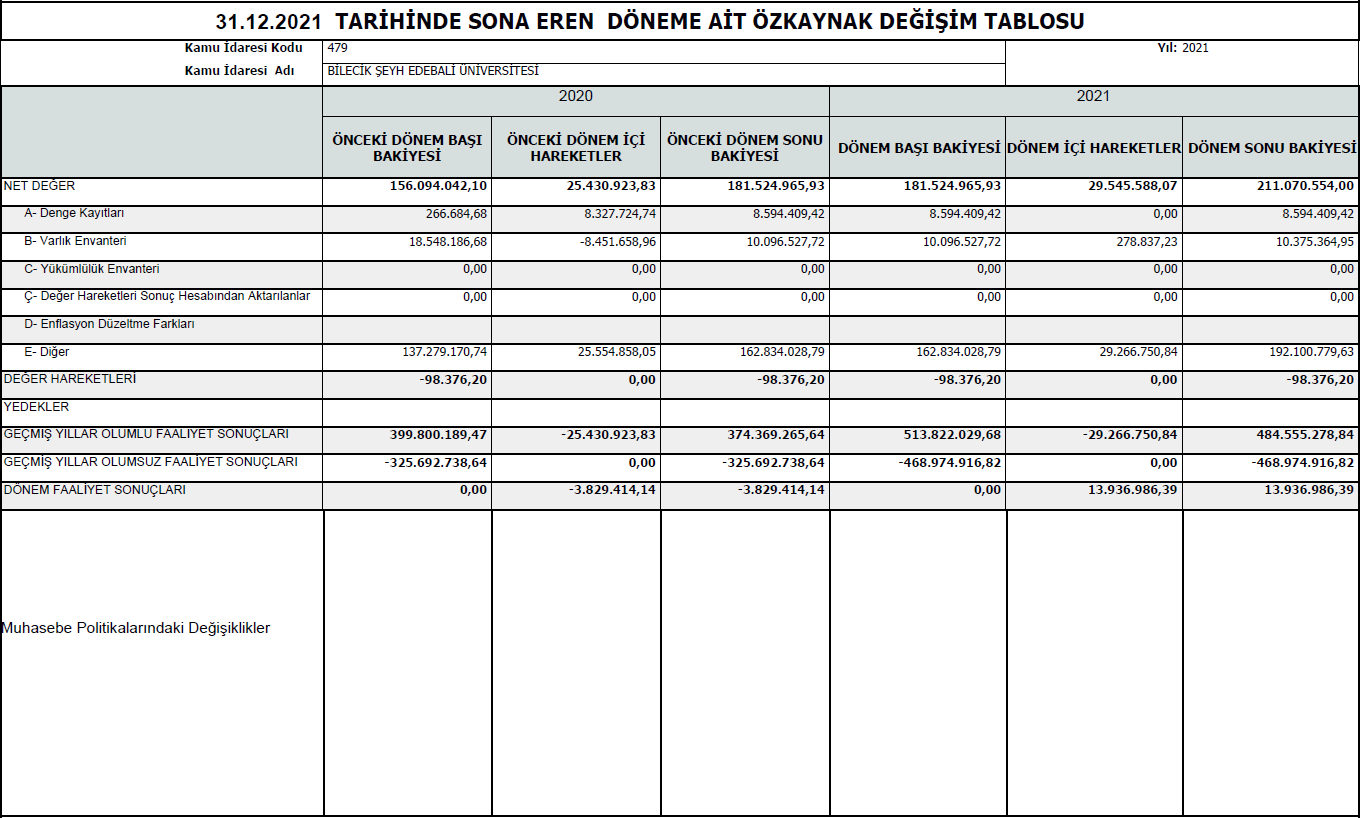 31.12.2021 TARİHİNDE SONA EREN DÖNEME AİT ÖZKAYNAK DEĞİŞİM TABLOSU
Kamu İdaresi Kodu 479 Yıl: 2021
Kamu İdaresi Adı BİLECİK ŞEYH EDEBALİ ÜNİVERSİTESİ
2020 2021
ÖNCEKİ DÖNEM BAŞI BAKİYESİ ÖNCEKİ DÖNEM İÇİ HAREKETLER ÖNCEKİ DÖNEM SONU BAKİYESİ DÖNEM BAŞI BAKİYESİ DÖNEM İÇİ HAREKETLER DÖNEM SONU BAKİYESİ
NET DEĞER 156.094.042,10 25.430.923,83 181.524.965,93 181.524.965,93 29.545.588,07 211.070.554,00
A- Denge Kayıtları 266.684,68 8.327.724,74 8.594.409,42 8.594.409,42 0,00 8.594.409,42
B- Varlık Envanteri 18.548.186,68 -8.451.658,96 10.096.527,72 10.096.527,72 278.837,23 10.375.364,95
C- Yükümlülük Envanteri 0,00 0,00 0,00 0,00 0,00 0,00
Ç- Değer Hareketleri Sonuç Hesabından Aktarılanlar 0,00 0,00 0,00 0,00 0,00 0,00
D- Enflasyon Düzeltme Farkları
E- Diğer 137.279.170,74 25.554.858,05 162.834.028,79 162.834.028,79 29.266.750,84 192.100.779,63
DEĞER HAREKETLERİ -98.376,20 0,00 -98.376,20 -98.376,20 0,00 -98.376,20
YEDEKLER
GEÇMİŞ YILLAR OLUMLU FAALİYET SONUÇLARI 399.800.189,47 -25.430.923,83 374.369.265,64 513.822.029,68 -29.266.750,84 484.555.278,84
GEÇMİŞ YILLAR OLUMSUZ FAALİYET SONUÇLARI -325.692.738,64 0,00 -325.692.738,64 -468.974.916,82 0,00 -468.974.916,82
DÖNEM FAALİYET SONUÇLARI 0,00 -3.829.414,14 -3.829.414,14 0,00 13.936.986,39 13.936.986,39
Muhasebe Politikalarındaki Değişiklikler